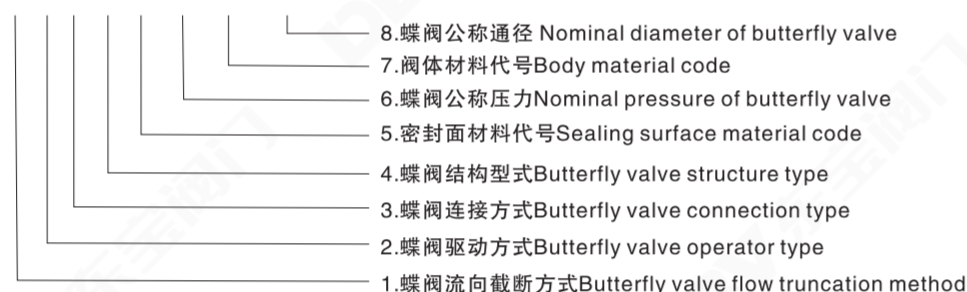 8.蝶阀公称通径 Nominal diameter of butterfly valve
7.阀体材料代号Body material code
6.蝶阀公称压力Nominal pressure of butterfly valve
5.密封面材料代号Sealing surface material code
4.蝶阀结构型式Butterfly valve structure type
3.蝶阀连接方式Butterfly valve connection type
2.蝶阀驱动方式Butterfly valve operator type
1.蝶阀流向截断方式Butterfly valve flow truncation method